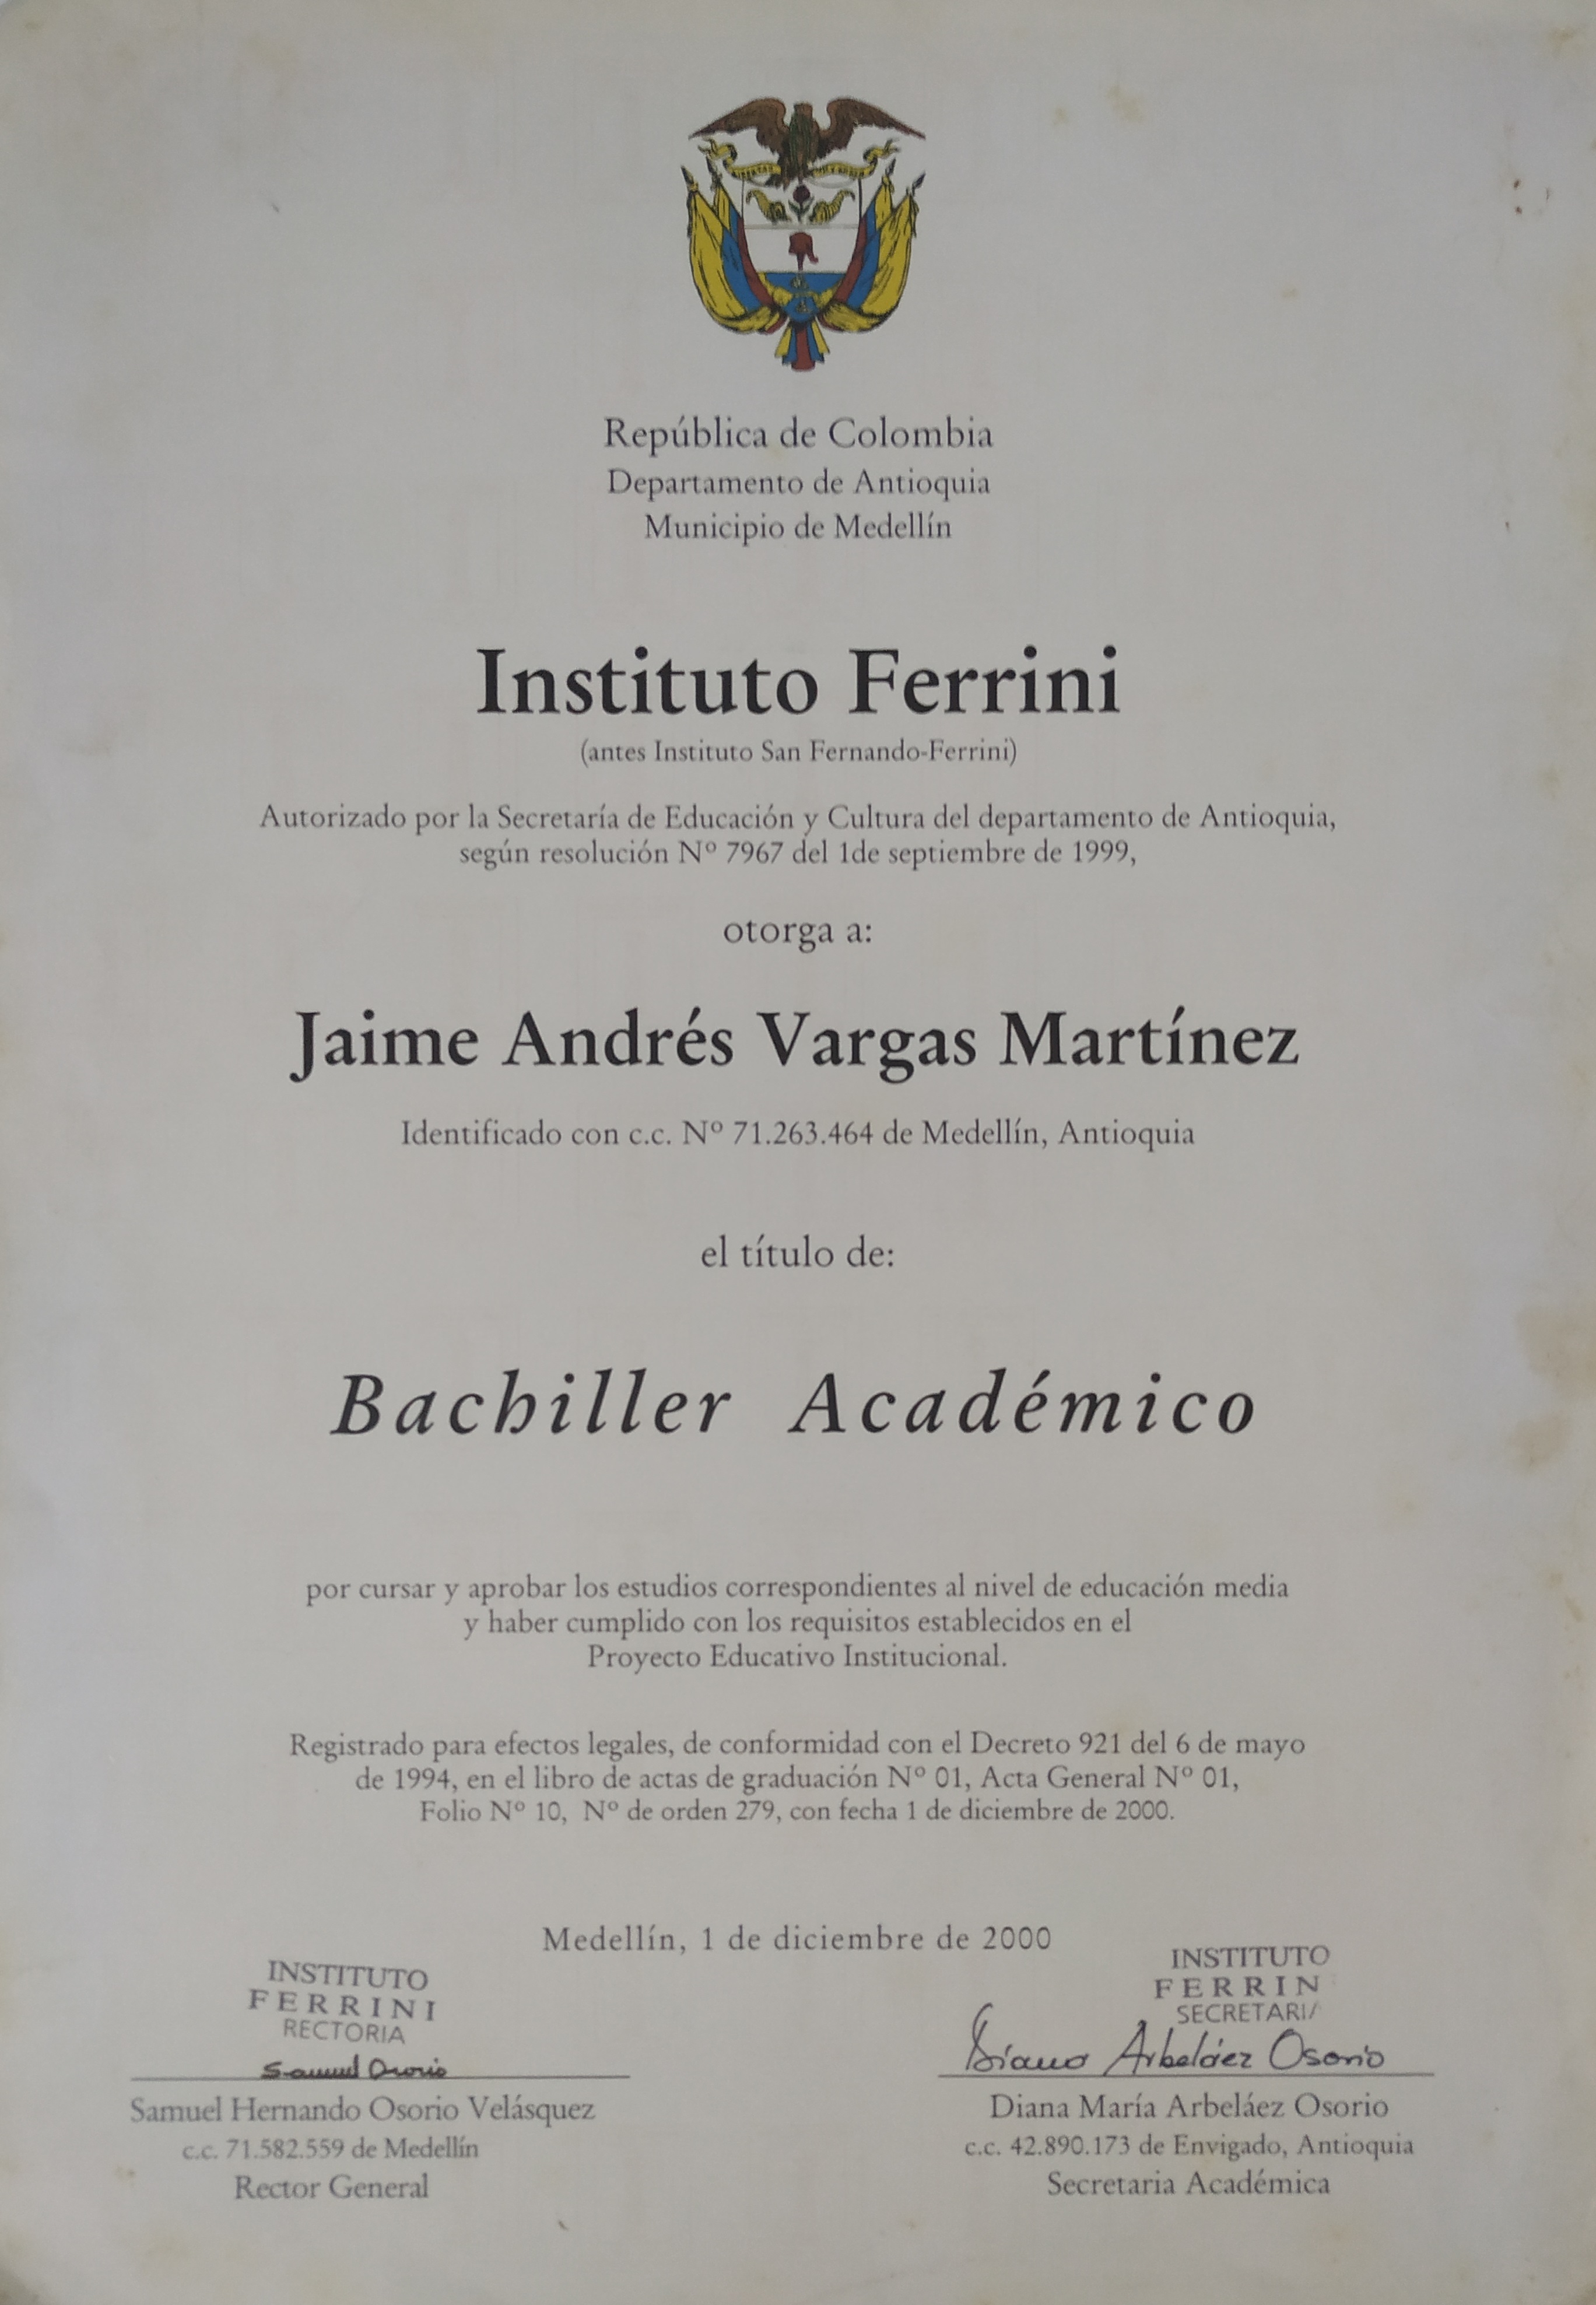 República de Colombia
Departamento de Antioquia
Municipio de Medellín
Instituto Ferrini
(antes Instituto San Fernando-Ferrini)
Autorizado por la Secretaría de Educación y Cultura del departamento de Antioquia,
según resolución Nº 7967 del 1de septiembre de 1999,
otorga a:
Jaime Andrés Vargas Martínez
Identificado con c.c. Nº 71.263.464 de Medellín, Antioquia
el título de:
Bachiller Académico
por cursar y aprobar los estudios correspondientes al nivel de educación media
y haber cumplido con los requisitos establecidos en el
Proyecto Educativo Institucional.
Registrado para efectos legales, de conformidad con el Decreto 921 del 6 de mayo
de 1994, en el libro de actas de graduación Nº 01, Acta General Nº 01,
Folio Nº 10, Nº de orden 279, con fecha 1 de diciembre de 2000.
Medellín, 1 de diciembre de 2000
INSTITUTO
FERRINI
RECTORIA
Samuel Osorio
Samuel Hernando Osorio Velásquez
c.c. 71.582.559 de Medellín
Rector General
INSTITUTO
FERRIN
SECRETARI
Diana Arbeláez Osorio
Diana María Arbeláez Osorio
c.c. 42.890.173 de Envigado, Antioquia
Secretaria Académica